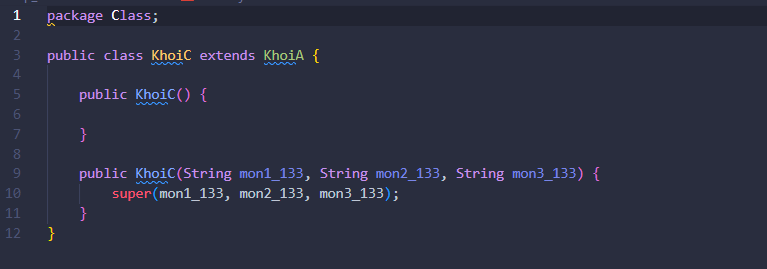 1 package Class;
2
3 public class KhoiC extends KhoiA {
4
5 public KhoiC() {
6
7 }
8
9 public KhoiC(String mon1_133, String mon2_133, String mon3_133) {
10 super(mon1_133, mon2_133, mon3_133);
11 }
12 }